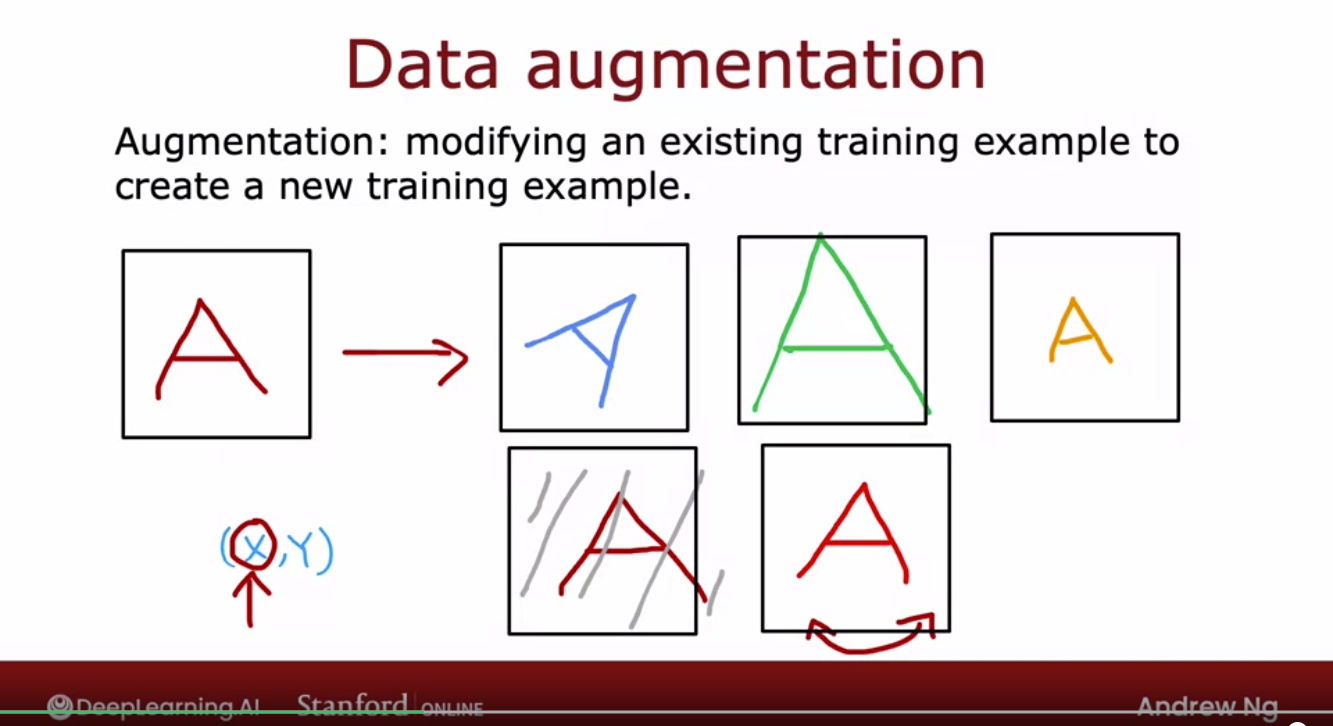 Data augmentation
Augmentation: modifying an existing training example to
create a new training example.
A
A
A
A
(X,Y)
A
A
DeepLearning.AI Stanford ONLINE Andrew Ng